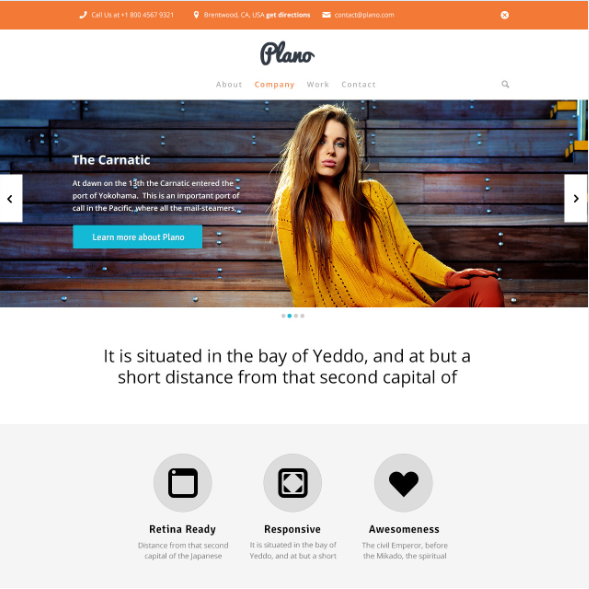 Call Us at +1 800 4567 9321 Brentwood, CA, USA get directions contact@plano.com
Plano
About Company Work Contact
The Carnatic
At dawn on the 13th the Carnatic entered the
port of Yokohama. This is an important port of
call in the Pacific, where all the mail-steamers,
Learn more about Plano
It is situated in the bay of Yeddo, and at but a
short distance from that second capital of
Retina Ready
Distance from that second
capital of the Japanese
Responsive
It is situated in the bay of
Yeddo, and at but a short
Awesomeness
The civil Emperor, before
the Mikado, the spiritual